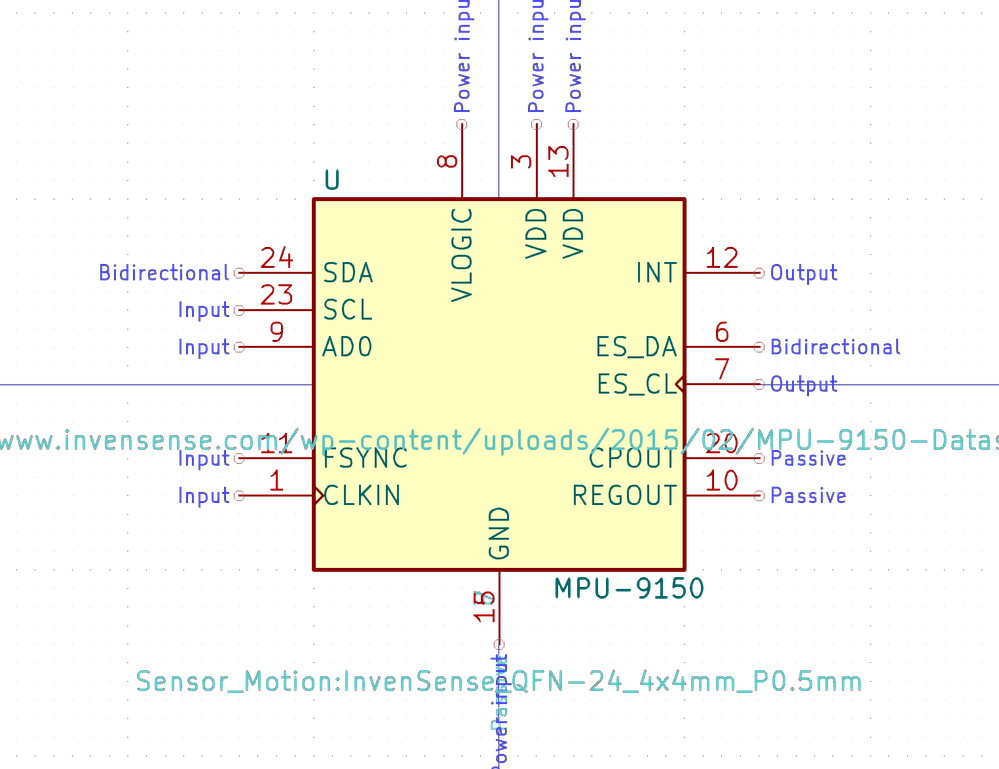 Power input
Power input
Power input
8
3
13
U
VLOGIC
VDD
VDD
Bidirectional
24
SDA
INT
12
Output
Input
23
SCL
Input
9
AD0
ES_DA
6
Bidirectional
ES_CL
7
Output
www.invensense.com/wp-content/uploads/2015/02/MPU-9150-Datas
Input
11
FSYNC
CPOUT
20
Passive
Input
1
CLKIN
REGOUT
10
Passive
GND
MPU-9150
Sensor_Motion:InvenSense_QFN-24_4x4mm_P0.5mm
Power input